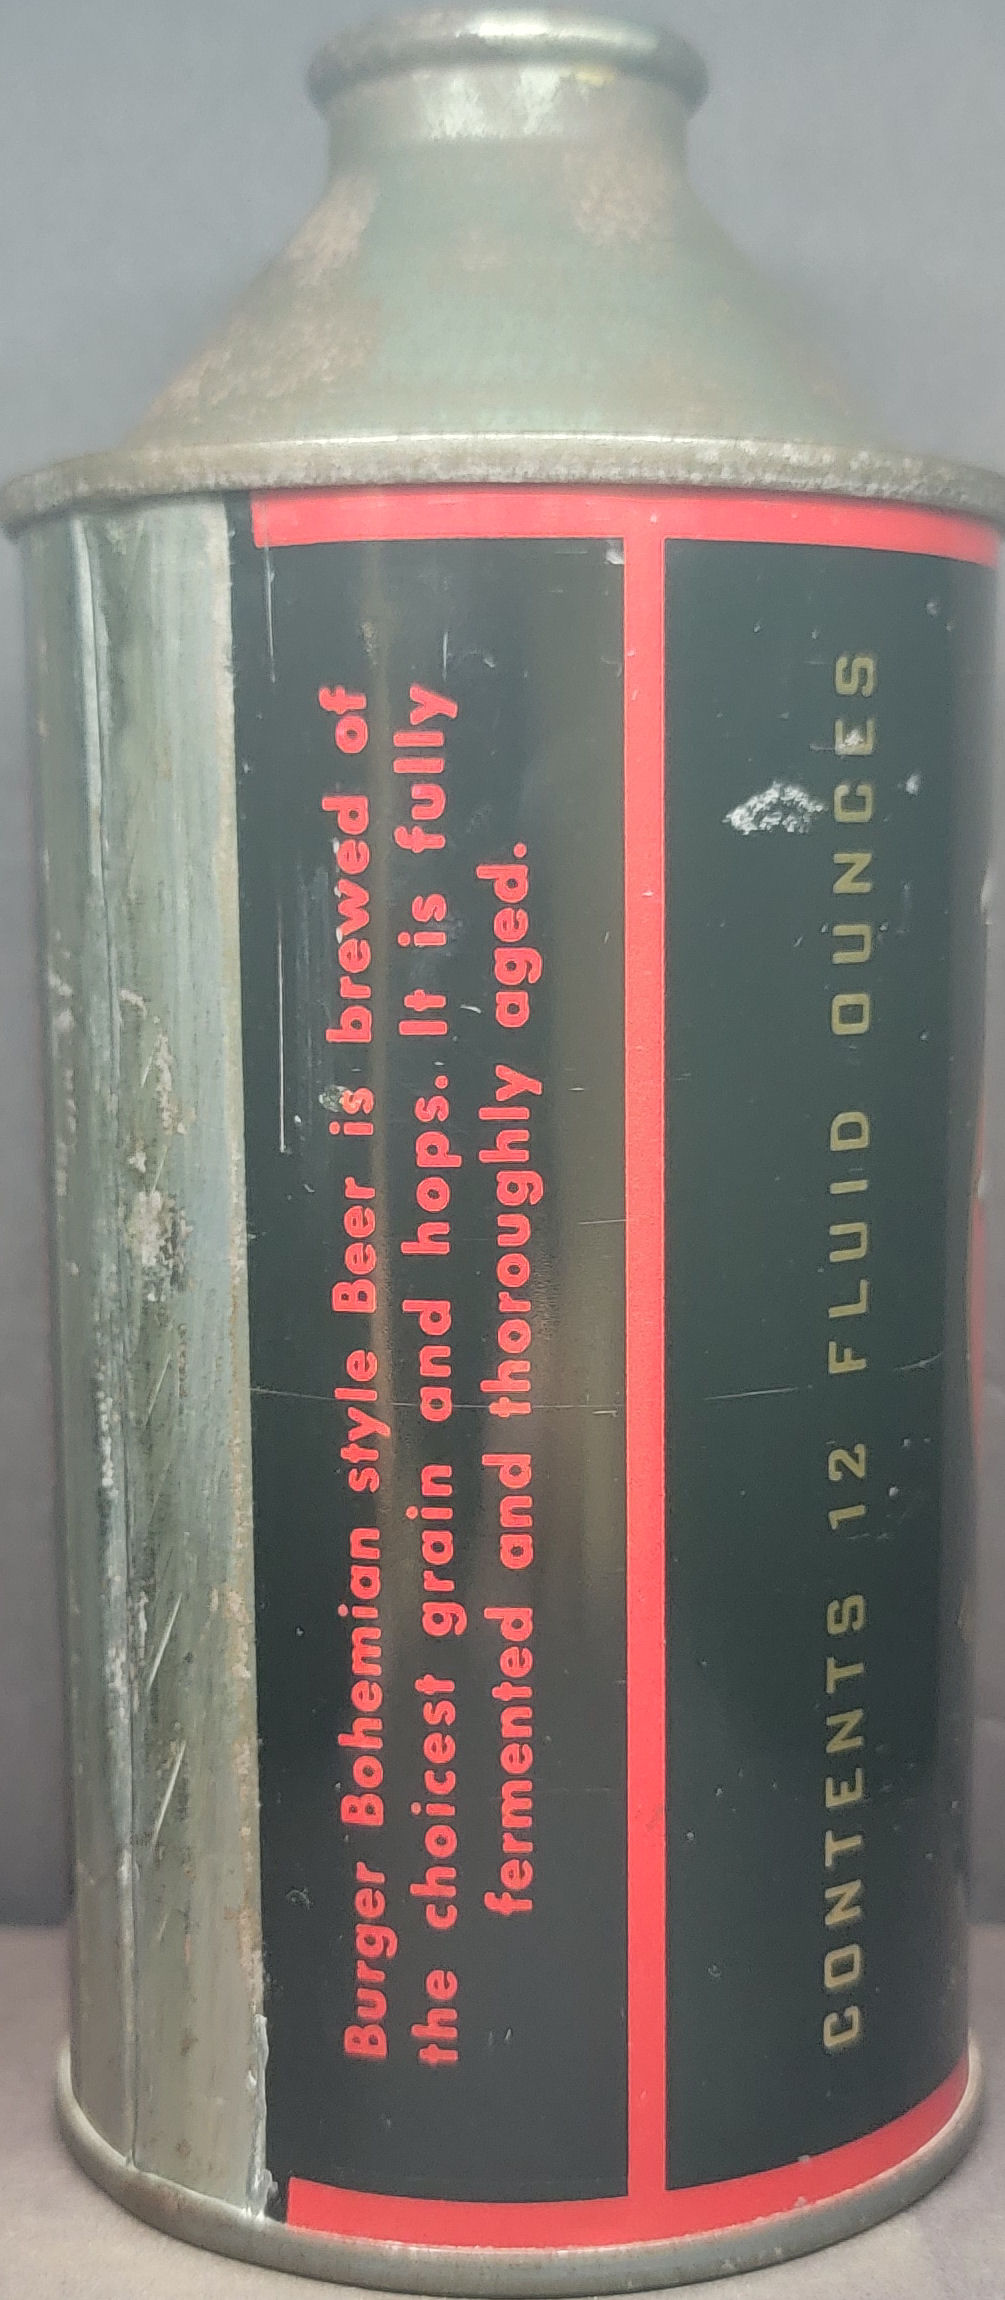 Burger Bohemian style Beer is brewed of
the choicest grain and hops. It is fully
fermented and thoroughly aged.
CONTENTS 12 FLUID OUNCES